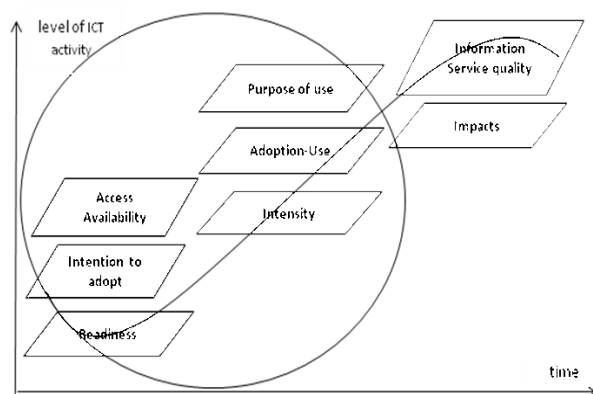 level of ICT
activity
Information
Service quality
Purpose of use
Impacts
Adoption-Use
Access
Availability
Intensity
Intention to
adopt
Readiness
time